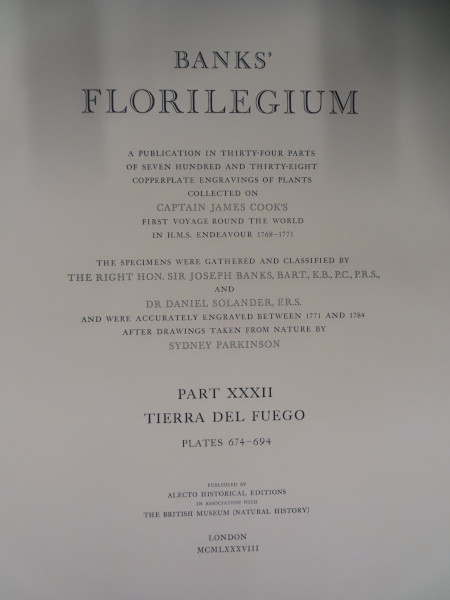 BANKS'
FLORILEGIUM
A PUBLICATION IN THIRTY-FOUR PARTS
OF SEVEN HUNDRED AND THIRTY-EIGHT
COPPERPLATE ENGRAVINGS OF PLANTS
COLLECTED ON
CAPTAIN JAMES COOK'S
FIRST VOYAGE ROUND THE WORLD
IN H.M.S. ENDEAVOUR 1768–1771
THE SPECIMENS WERE GATHERED AND CLASSIFIED BY
THE RIGHT HON. SIR JOSEPH BANKS, BART., K.B., P.C., P.R.S.,
AND
DR DANIEL SOLANDER, F.R.S.
AND WERE ACCURATELY ENGRAVED BETWEEN 1771 AND 1784
AFTER DRAWINGS TAKEN FROM NATURE BY
SYDNEY PARKINSON
PART XXXII
TIERRA DEL FUEGO
PLATES 674–694
PUBLISHED BY
ALECTO HISTORICAL EDITIONS
IN ASSOCIATION WITH
THE BRITISH MUSEUM (NATURAL HISTORY)
LONDON
MCMLXXXVIII